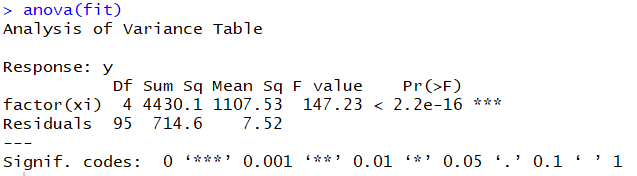 > anova(fit)
Analysis of Variance Table
Response: y
Df Sum Sq Mean Sq F value Pr(>F)
factor(xi) 4 4430.1 1107.53 147.23 < 2.2e-16 ***
Residuals 95 714.6 7.52
---
Signif. codes: 0 ‘***’ 0.001 ‘**’ 0.01 ‘*’ 0.05 ‘.’ 0.1 ‘ ’ 1